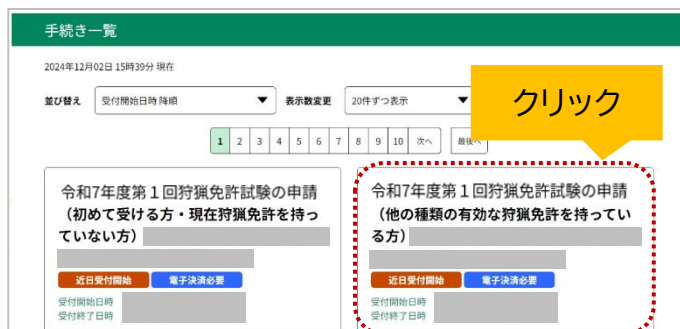 手続き一覧
2024年12月02日 15時39分 現在
並び替え 受付開始日時 降順 表示数変更 20件ずつ表示
クリック
1 2 3 4 5 6 7 8 9 10 次へ 最後へ
令和7年度第1回狩猟免許試験の申請
（初めて受ける方・現在狩猟免許を持っ
ていない方）
近日受付開始 電子決済必要
受付開始日時
受付終了日時
令和7年度第1回狩猟免許試験の申請
（他の種類の有効な狩猟免許を持ってい
る方）
近日受付開始 電子決済必要
受付開始日時
受付終了日時